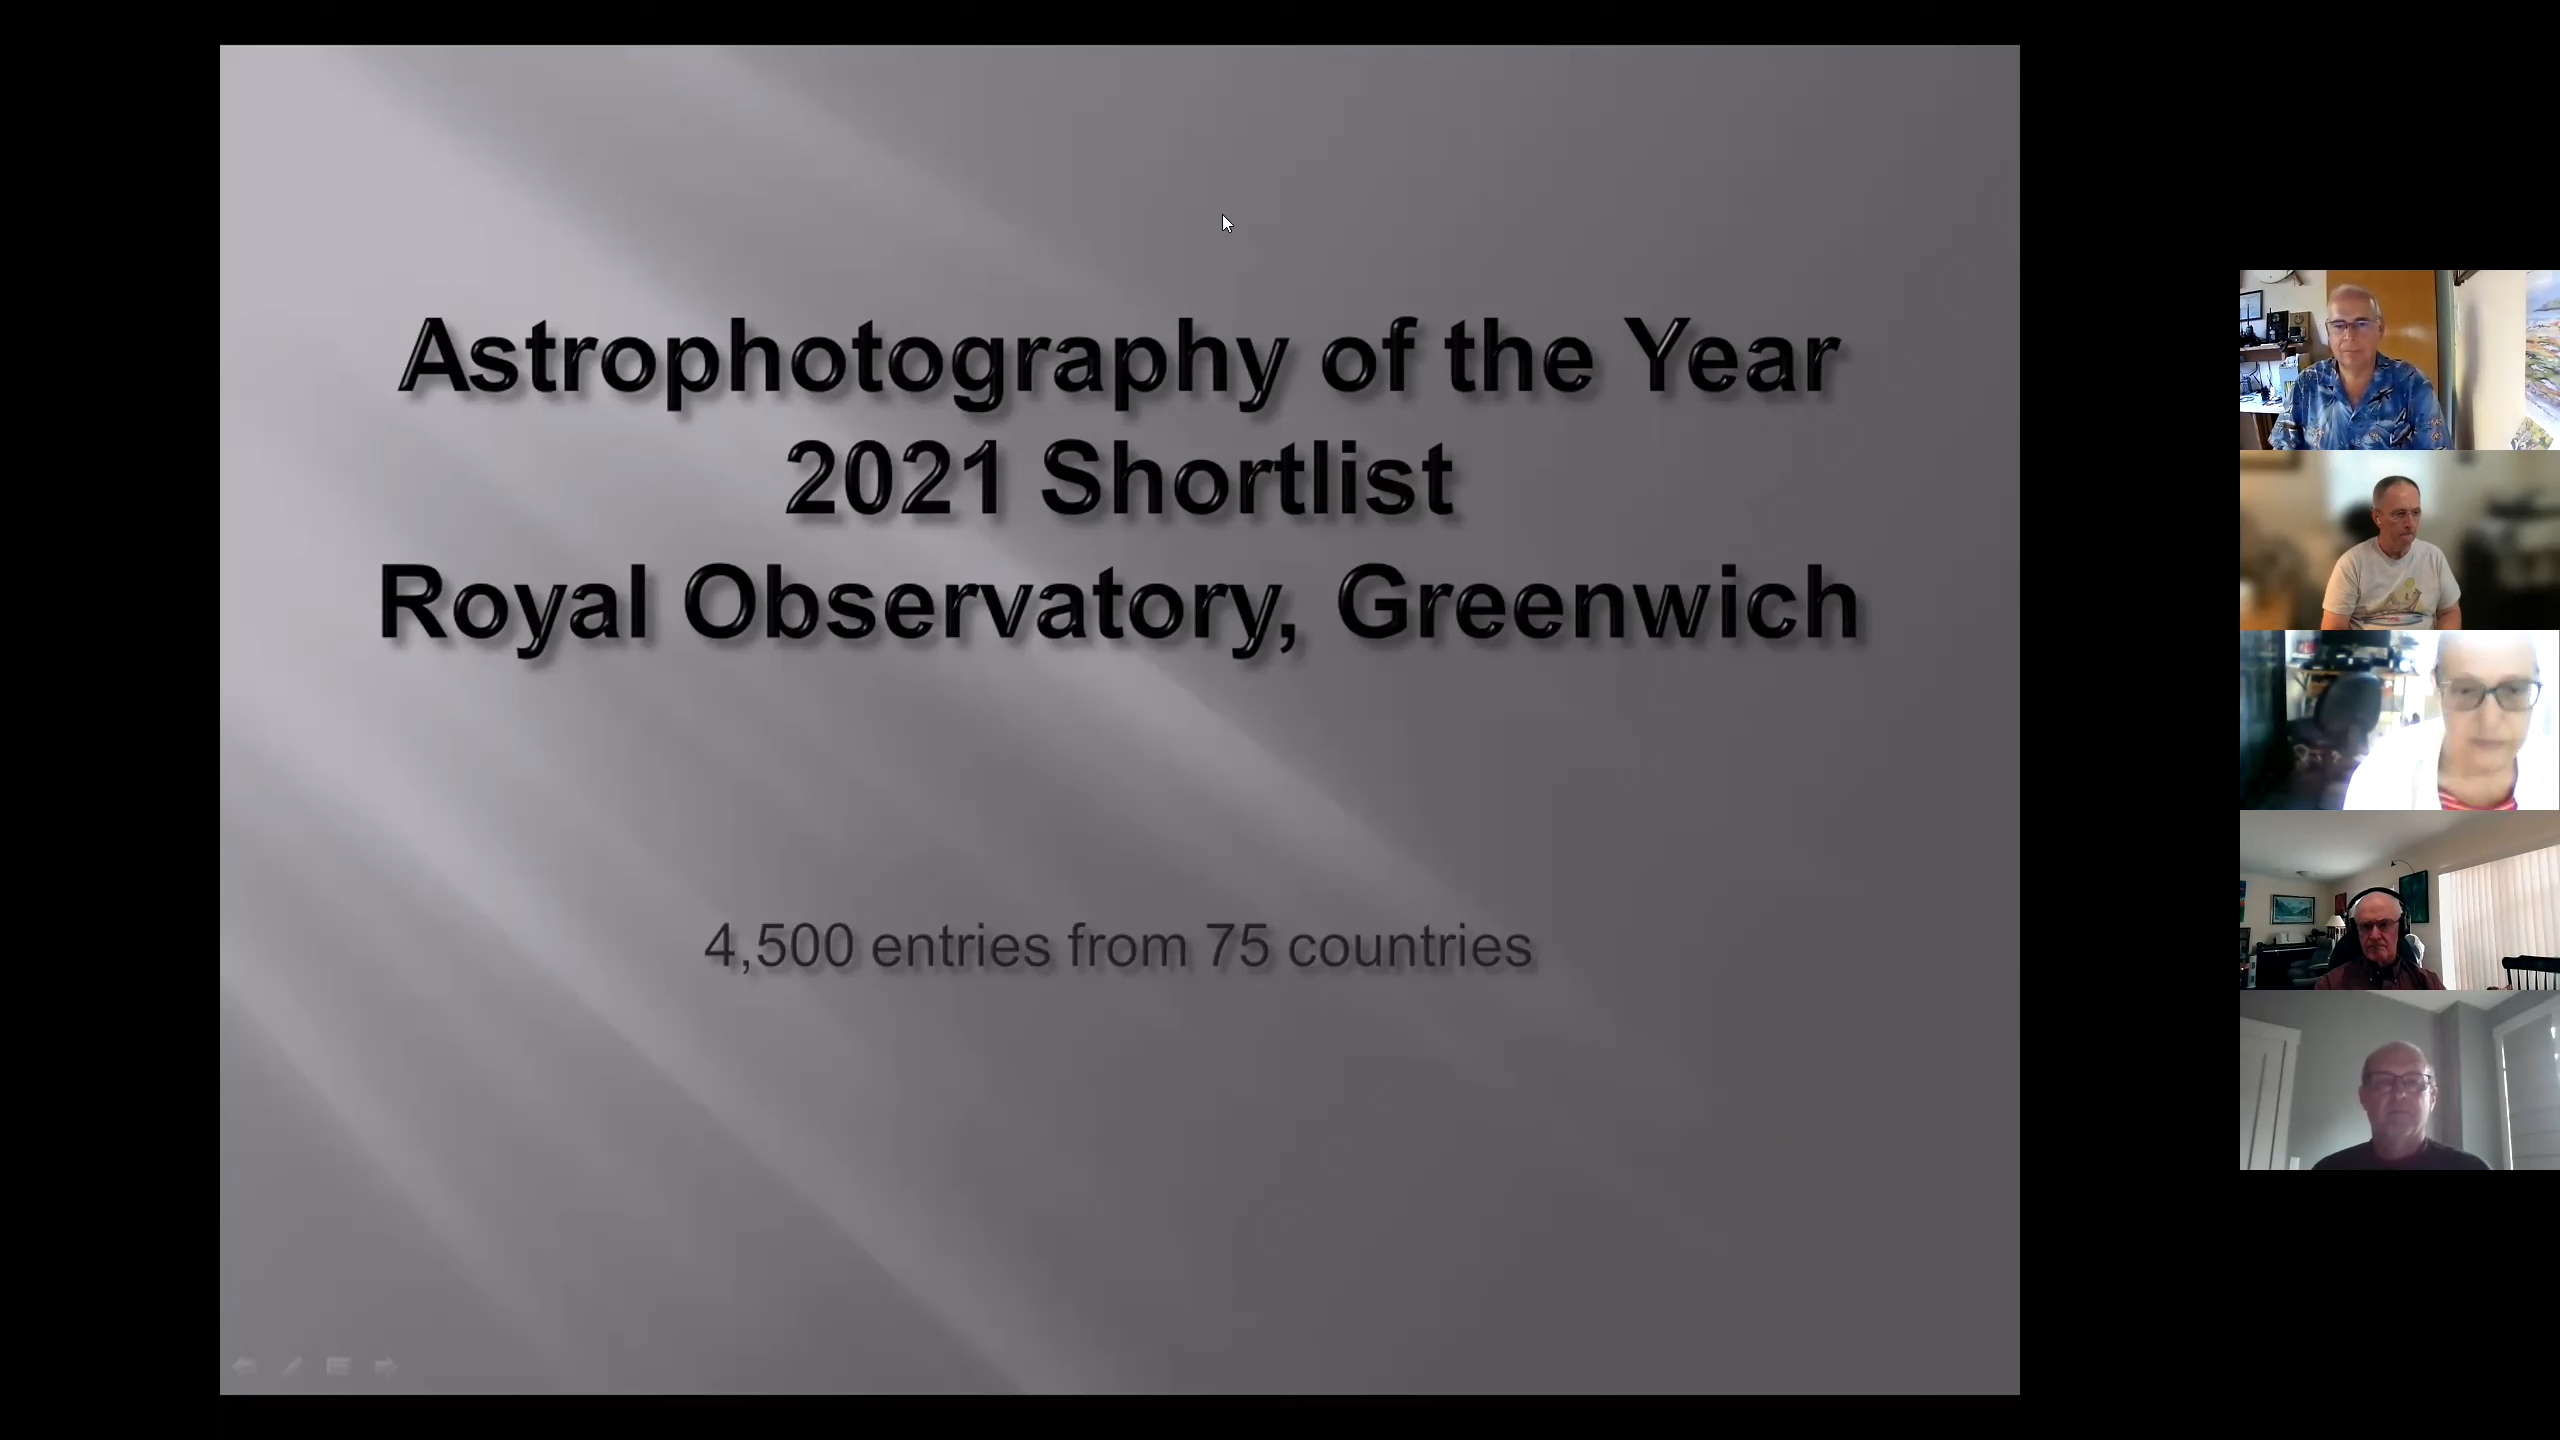 Astrophotography of the Year
2021 Shortlist
Royal Observatory, Greenwich
4,500 entries from 75 countries